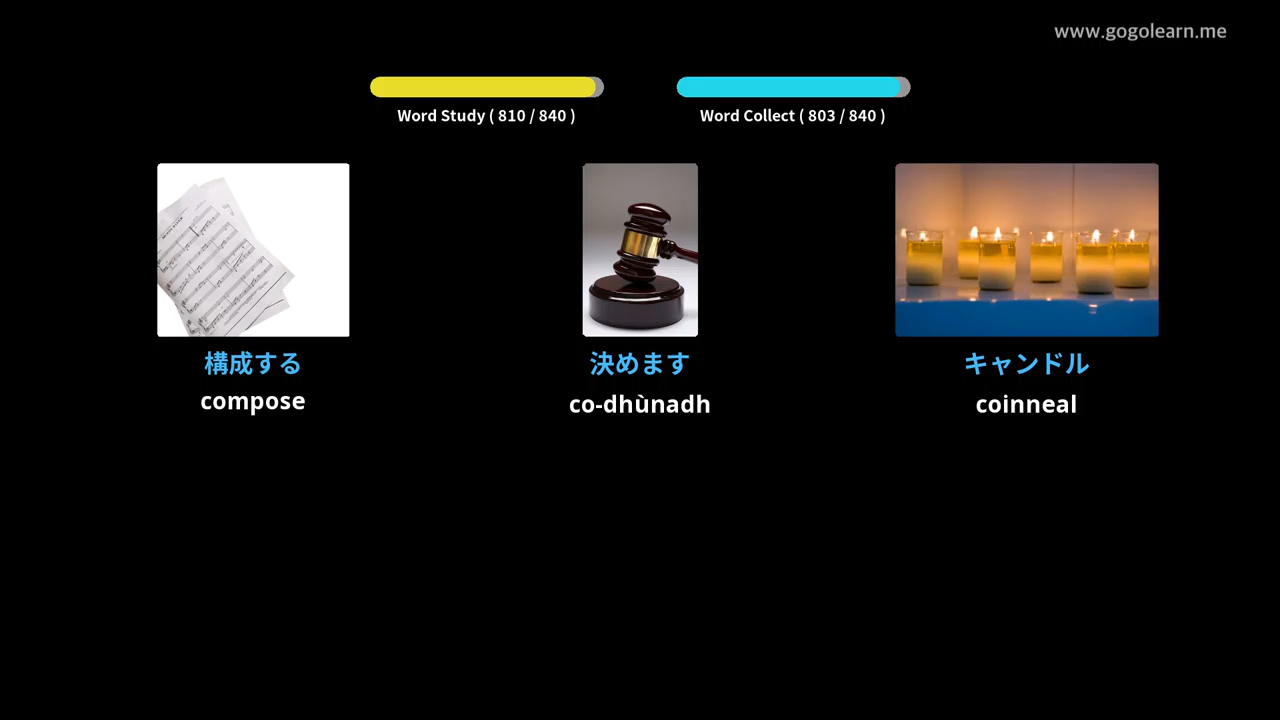 www.gogolearn.me
Word Study ( 810 / 840 )
Word Collect ( 803 / 840 )
構成する
決めます
キャンドル
compose
co-dhùnadh
coinneal